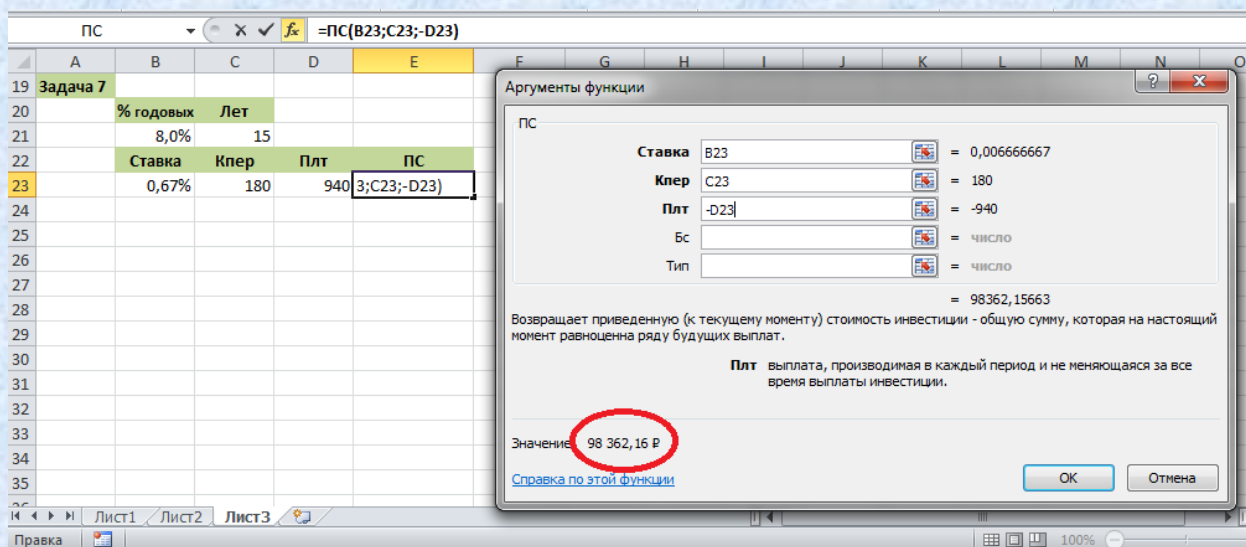 ПС =ПС(B23;C23;-D23)
A B C D E F G H I J K L M N O
19 Задача 7
20 % годовых Лет
21 8,0% 15
22 Ставка Кпер Плт ПС
23 0,67% 180 940 3;C23;-D23)
24
25
26
27
28
29
30
31
32
33
34
35
Аргументы функции
ПС
Ставка B23 = 0,006666667
Кпер C23 = 180
Плт -D23 = -940
Бс = число
Тип = число
= 98362,15663
Возвращает приведенную (к текущему моменту) стоимость инвестиции - общую сумму, которая на настоящий
момент равноценна ряду будущих выплат.
Плт выплата, производимая в каждый период и не меняющаяся за все
время выплаты инвестиции.
Значение 98 362,16 ₽
Справка по этой функции OK Отмена
Лист1 Лист2 Лист3
Правка 100%